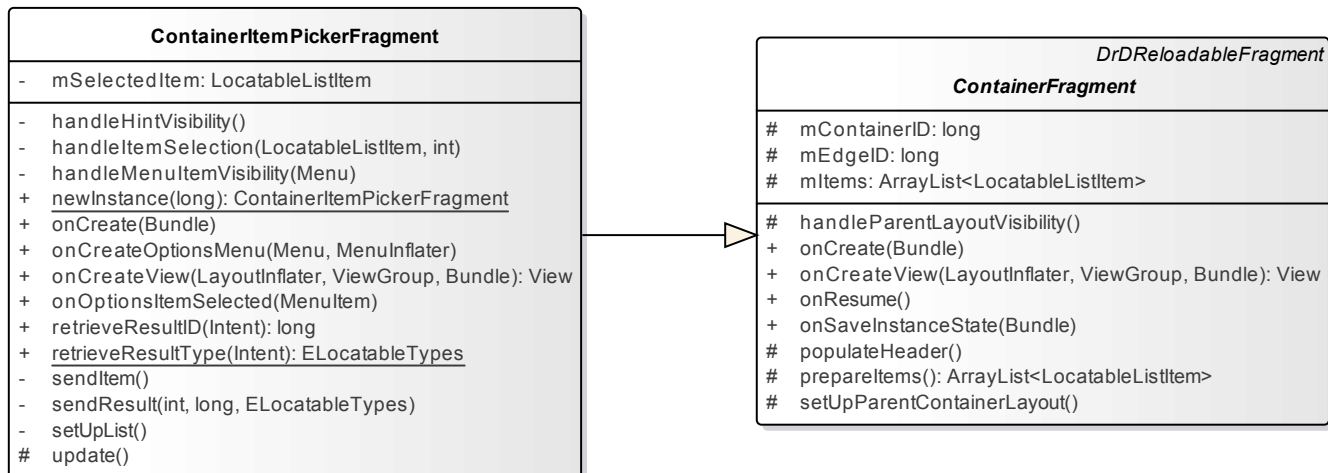 ContainerItemPickerFragment
- mSelectedItem: LocatableListItem
- handleHintVisibility()
- handleItemSelection(LocatableListItem, int)
- handleMenuItemVisibility(Menu)
+ newInstance(long): ContainerItemPickerFragment
+ onCreate(Bundle)
+ onCreateOptionsMenu(Menu, MenuInflater)
+ onCreateView(LayoutInflater, ViewGroup, Bundle): View
+ onOptionsItemSelected(MenuItem)
+ retrieveResultID(Intent): long
+ retrieveResultType(Intent): ELocatableTypes
- sendItem()
- sendResult(int, long, ELocatableTypes)
- setUpList()
# update()
DrDReloadableFragment
ContainerFragment
# mContainerID: long
# mEdgeID: long
# mItems: ArrayList<LocatableListItem>
# handleParentLayoutVisibility()
+ onCreate(Bundle)
+ onCreateView(LayoutInflater, ViewGroup, Bundle): View
+ onResume()
+ onSaveInstanceState(Bundle)
# populateHeader()
# prepareItems(): ArrayList<LocatableListItem>
# setUpParentContainerLayout()